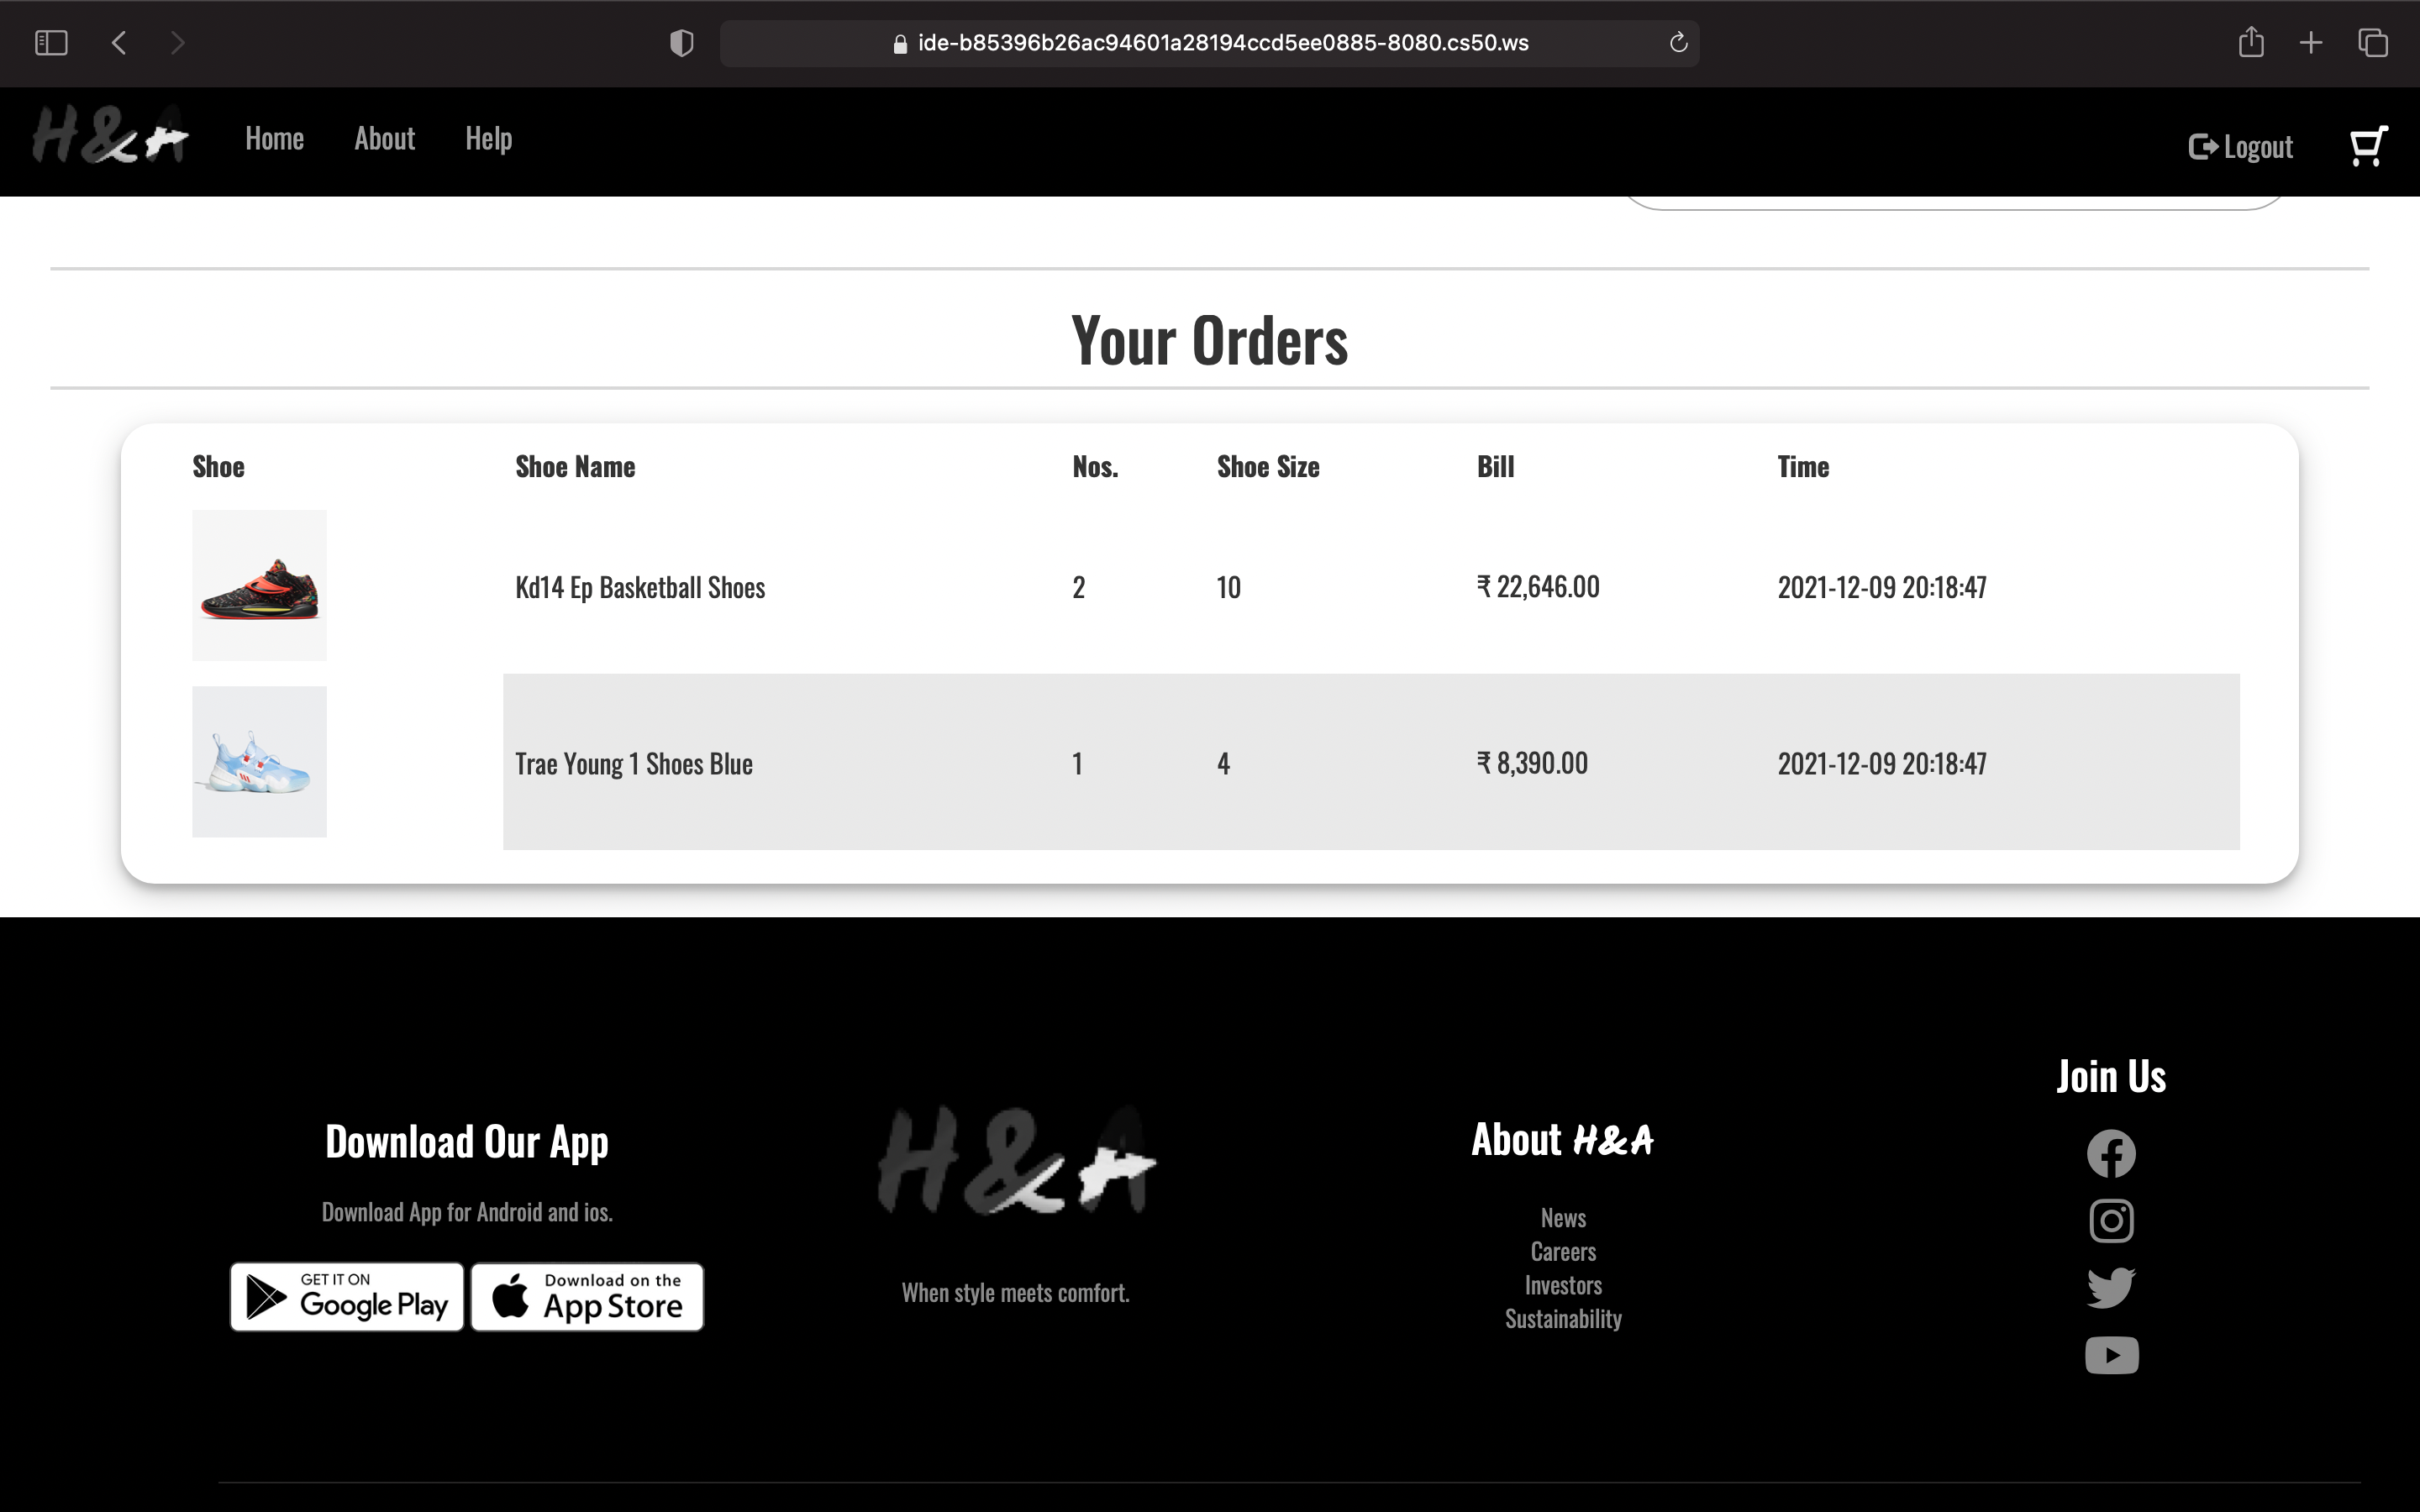 ide-b85396b26ac94601a28194ccd5ee0885-8080.cs50.ws
H&A Home About Help Logout
Your Orders
Shoe Shoe Name Nos. Shoe Size Bill Time
Kd14 Ep Basketball Shoes 2 10 ₹ 22,646.00 2021-12-09 20:18:47
Trae Young 1 Shoes Blue 1 4 ₹ 8,390.00 2021-12-09 20:18:47
Download Our App
Download App for Android and ios.
GET IT ON
Google Play
Download on the
App Store
H&A
When style meets comfort.
About H&A
News
Careers
Investors
Sustainability
Join Us